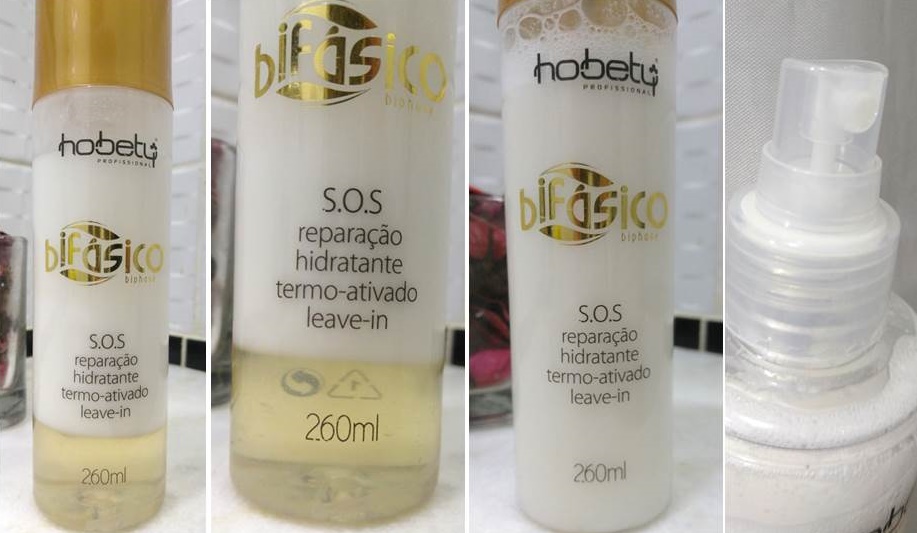 hobety
PROFISSIONAL
bifásico
biphase
S.O.S
reparação
hidratante
termo-ativado
leave-in
260ml
bifásico
biphase
S.O.S
reparação
hidratante
termo-ativado
leave-in
1
260ml
hobety
PROFISSIONAL
bifásico
biphase
S.O.S
reparação
hidratante
termo-ativado
leave-in
260ml